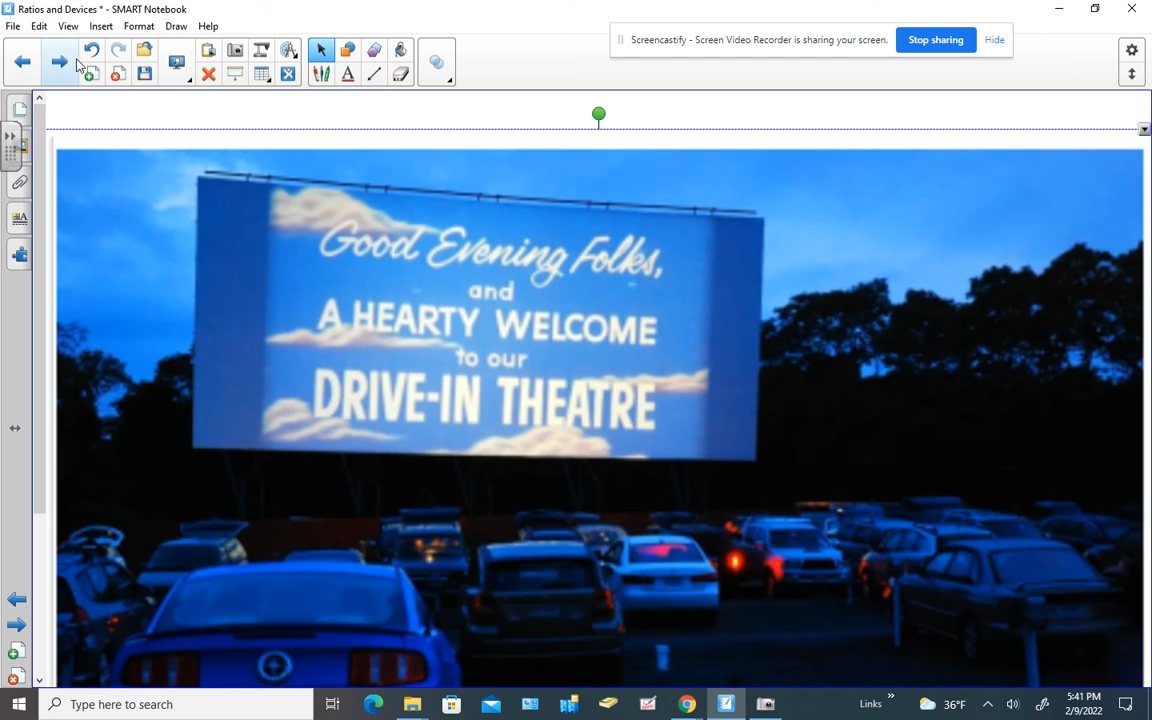 Ratios and Devices * - SMART Notebook
File Edit View Insert Format Draw Help
Screencastify - Screen Video Recorder is sharing your screen.
Stop sharing
Hide
Good Evening Folks,
and
A HEARTY WELCOME
to our
DRIVE-IN THEATRE
Type here to search
Links
36°F
5:41 PM
2/9/2022